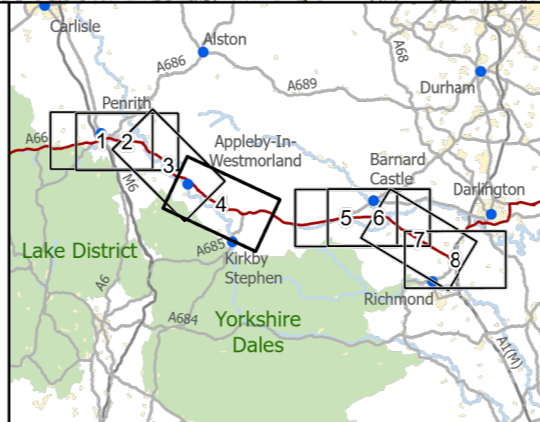 Carlisle
Alston
A68
A686
A689
Durham
Penrith
A66
1
2
3
Appleby-In-
Westmorland
Barnard
Castle
Darlington
M6
4
5
6
7
8
Lake District
A685
Kirkby
Stephen
A6
Richmond
A684
Yorkshire
Dales
A1(M)